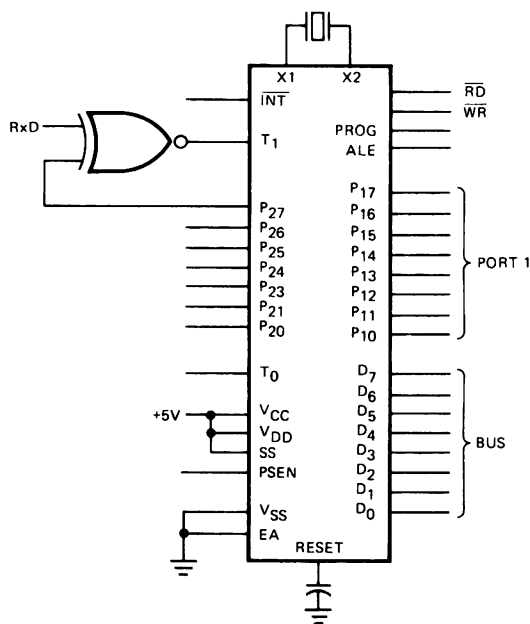 X1 X2
INT
RxD
T1
P27
P26
P25
P24
P23
P21
P20
T0
+5V
VCC
VDD
SS
PSEN
VSS
EA
RESET
RD
WR
PROG
ALE
P17
P16
P15
P14
P13
P12
P11
P10
PORT 1
D7
D6
D5
D4
D3
D2
D1
D0
BUS